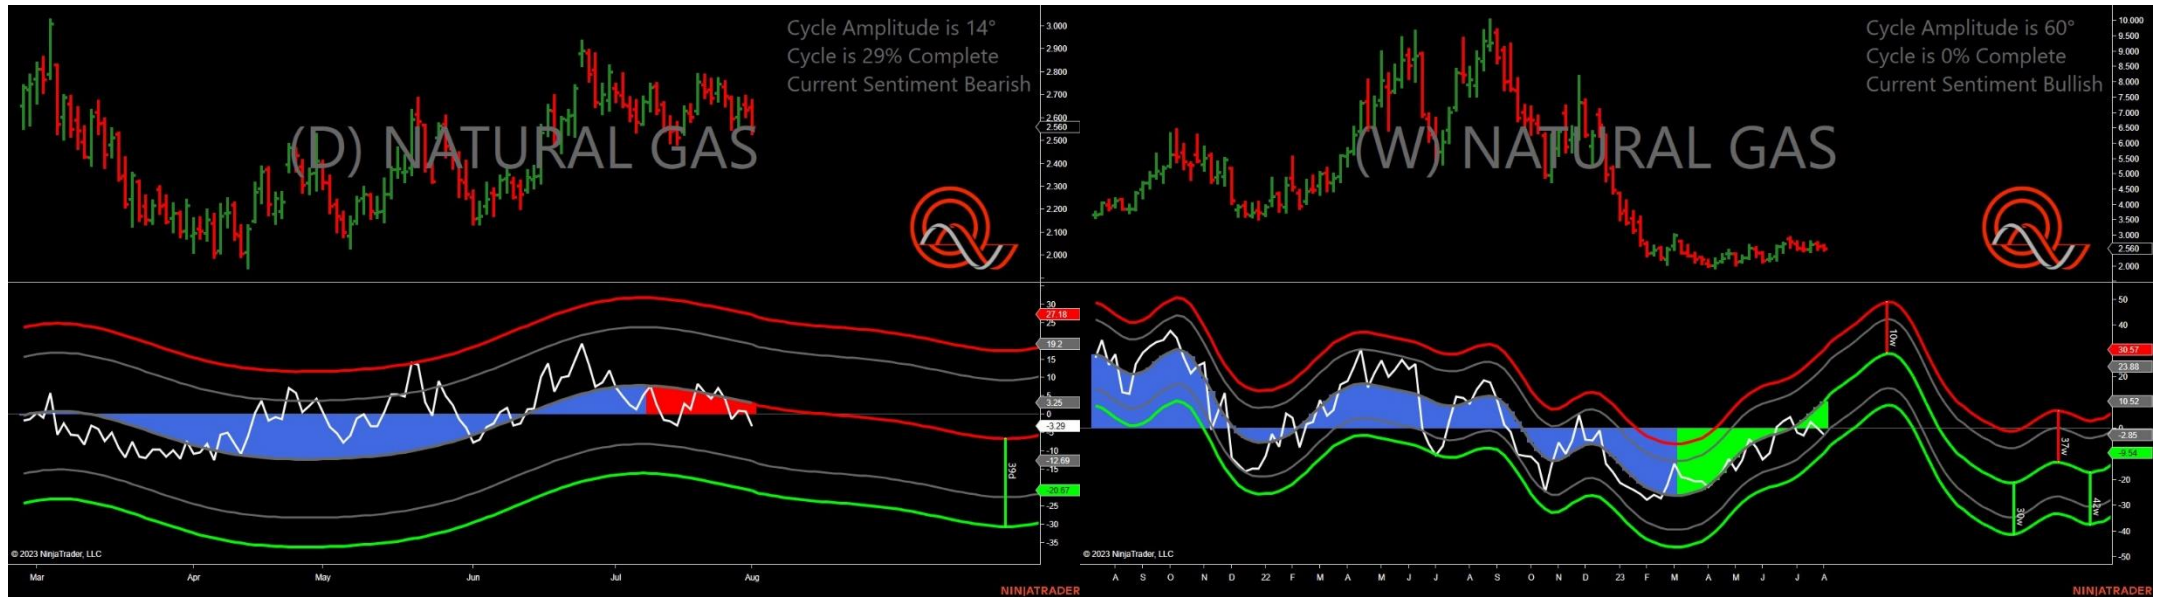 Cycle Amplitude is 14°
Cycle is 29% Complete
Current Sentiment Bearish
(D) NATURAL GAS
3.000
2.900
2.800
2.700
2.600
2.560
2.500
2.400
2.300
2.200
2.100
2.000
30
27.18
25
19.2
15
10
3.25
0
-3.29
-12.69
-15
-20.67
-25
-30
-35
39d
© 2023 NinjaTrader, LLC
Mar Apr May Jun Jul Aug
NINJATRADER
Cycle Amplitude is 60°
Cycle is 0% Complete
Current Sentiment Bullish
(W) NATURAL GAS
10.000
9.500
9.000
8.500
8.000
7.500
7.000
6.500
6.000
5.500
5.000
4.500
4.000
3.500
3.000
2.560
2.000
50
40
30.57
23.88
20
10.52
-2.85
-9.54
-20
-30
-40
-50
10w
37w
30w
42w
© 2023 NinjaTrader, LLC
A S O N D 22 F M A M J J A S O N D 23 F M A M J J A
NINJATRADER